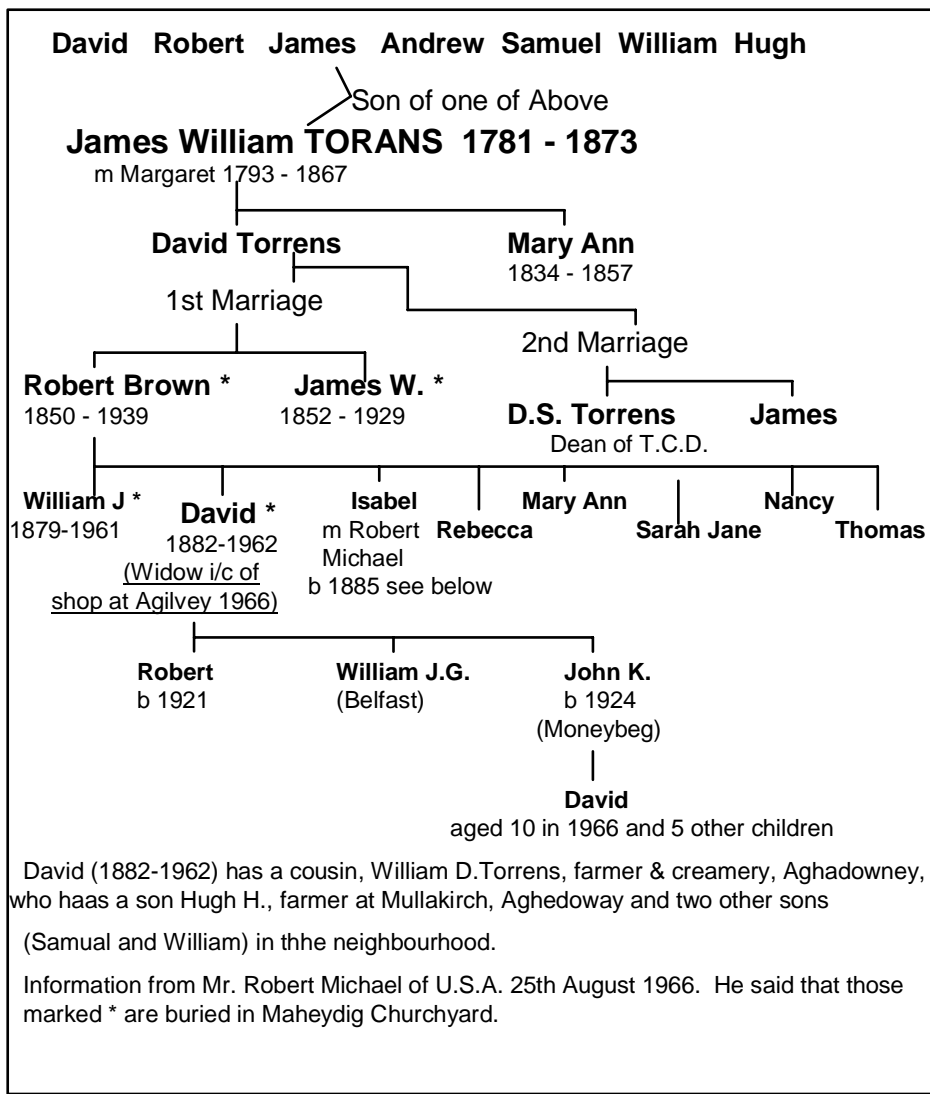 David Robert James Andrew Samuel William Hugh
Son of one of Above
James William TORANS 1781 - 1873
m Margaret 1793 - 1867
David Torrens Mary Ann
1834 - 1857
1st Marriage
2nd Marriage
Robert Brown * James W. *
1850 - 1939 1852 - 1929
D.S. Torrens James
Dean of T.C.D.
William J * David * Isabel Rebecca Mary Ann Sarah Jane Nancy Thomas
1879-1961
1882-1962
(Widow i/c of
shop at Agilvey 1966)
m Robert
Michael
b 1885 see below
Robert William J.G. John K.
b 1921 (Belfast) b 1924
(Moneybeg)
David
aged 10 in 1966 and 5 other children
David (1882-1962) has a cousin, William D.Torrens, farmer & creamery, Aghadowney,
who haas a son Hugh H., farmer at Mullakirch, Aghedoway and two other sons
(Samual and William) in thhe neighbourhood.
Information from Mr. Robert Michael of U.S.A. 25th August 1966. He said that those
marked * are buried in Maheydig Churchyard.